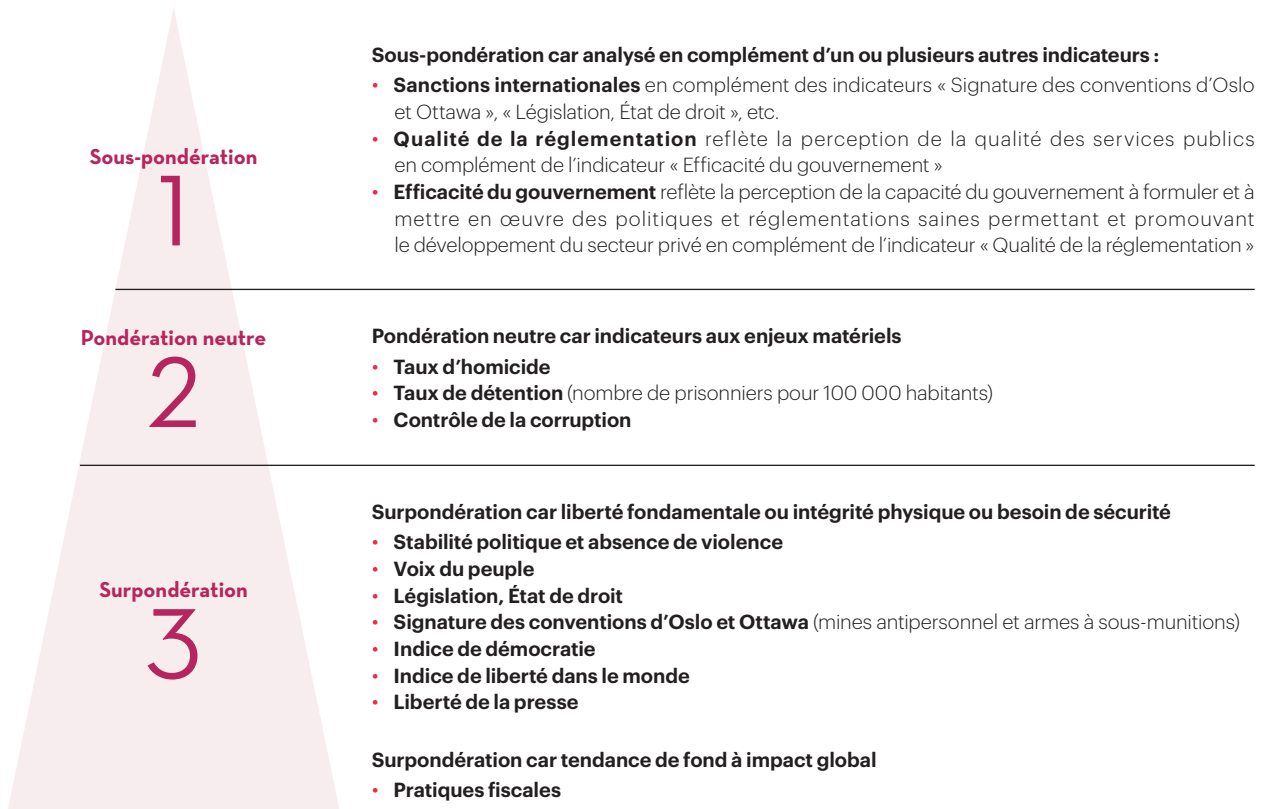 Sous-pondération car analysé en complément d'un ou plusieurs autres indicateurs :
• Sanctions internationales en complément des indicateurs « Signature des conventions d'Oslo
et Ottawa », « Législation, État de droit », etc.
• Qualité de la réglementation reflète la perception de la qualité des services publics
en complément de l'indicateur « Efficacité du gouvernement »
• Efficacité du gouvernement reflète la perception de la capacité du gouvernement à formuler et à
mettre en œuvre des politiques et réglementations saines permettant et promouvant
le développement du secteur privé en complément de l'indicateur « Qualité de la réglementation »
Sous-pondération
1
Pondération neutre
2
Pondération neutre car indicateurs aux enjeux matériels
• Taux d'homicide
• Taux de détention (nombre de prisonniers pour 100 000 habitants)
• Contrôle de la corruption
Surpondération
3
Surpondération car liberté fondamentale ou intégrité physique ou besoin de sécurité
• Stabilité politique et absence de violence
• Voix du peuple
• Législation, État de droit
• Signature des conventions d'Oslo et Ottawa (mines antipersonnel et armes à sous-munitions)
• Indice de démocratie
• Indice de liberté dans le monde
• Liberté de la presse
Surpondération car tendance de fond à impact global
• Pratiques fiscales